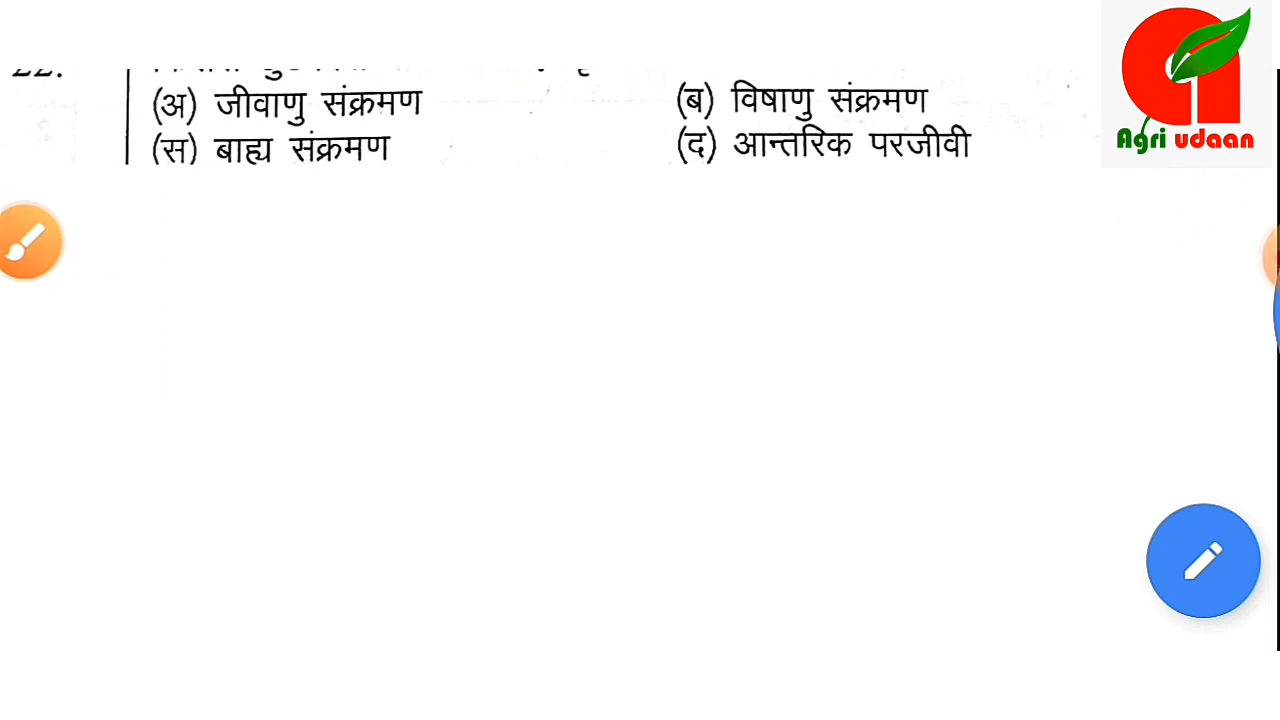 (अ) जीवाणु संक्रमण (ब) विषाणु संक्रमण
(स) बाह्य संक्रमण (द) आन्तरिक परजीवी
Agri udaan